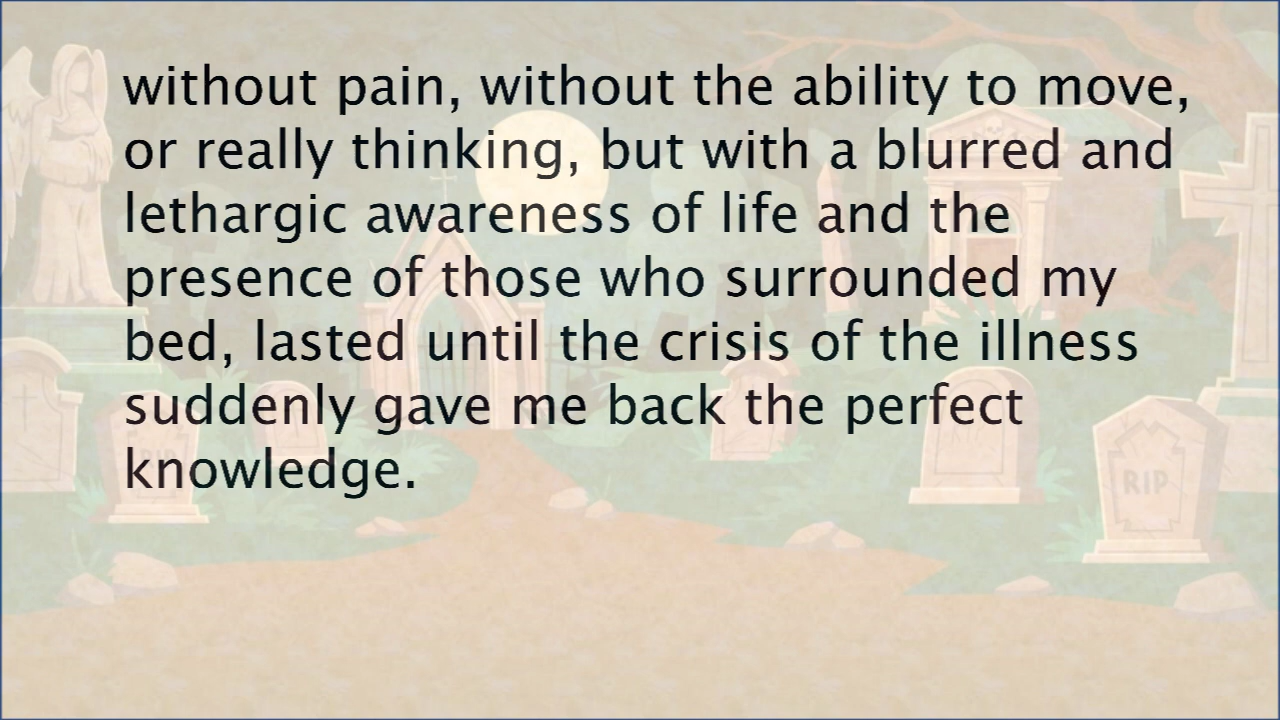 without pain, without the ability to move,
or really thinking, but with a blurred and
lethargic awareness of life and the
presence of those who surrounded my
bed, lasted until the crisis of the illness
suddenly gave me back the perfect
knowledge.
RIP